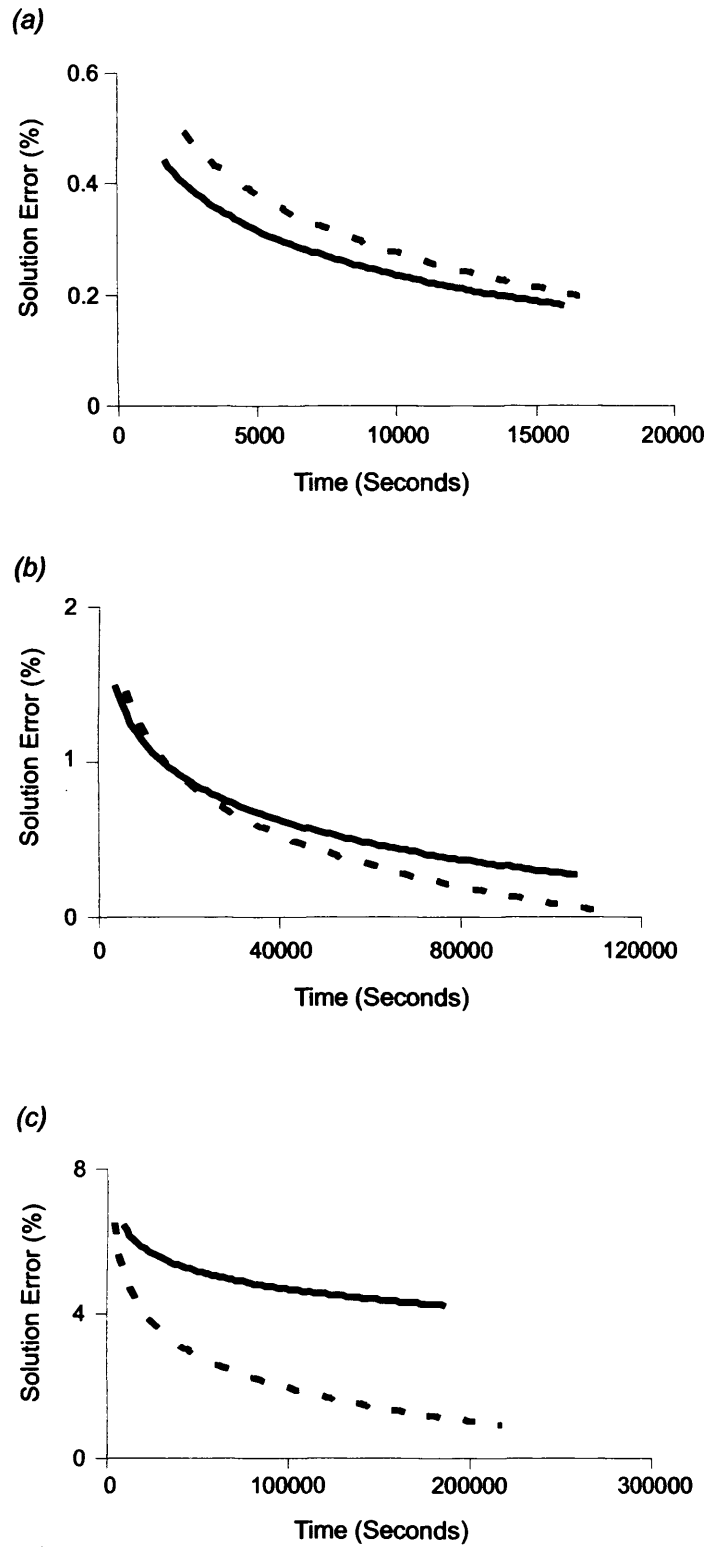 (a)
0.6
0.4
0.2
0
Solution Error (%)
0 5000 10000 15000 20000
Time (Seconds)
(b)
2
1
0
Solution Error (%)
0 40000 80000 120000
Time (Seconds)
(c)
8
4
0
Solution Error (%)
0 100000 200000 300000
Time (Seconds)